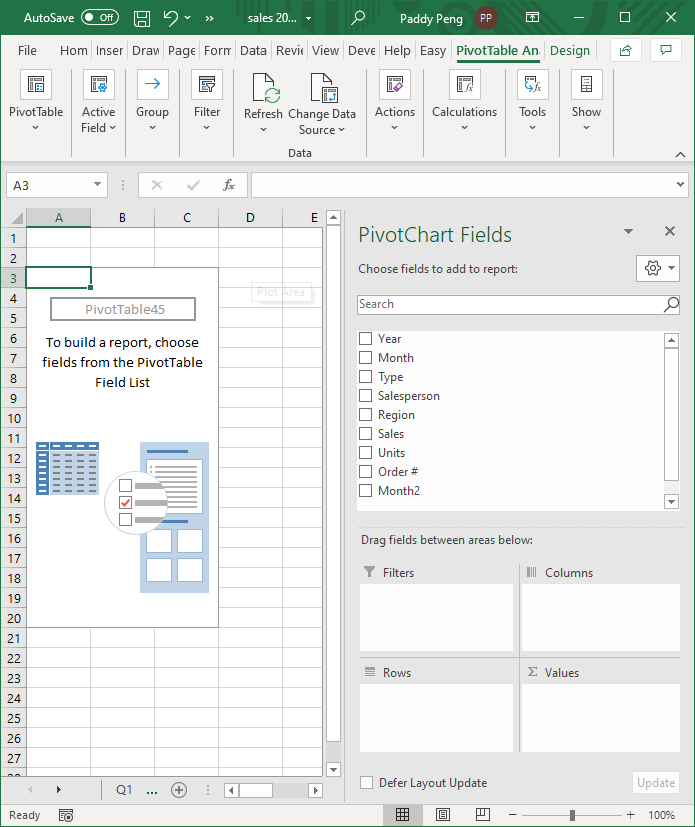 AutoSave Off sales 20... Paddy Peng PP
File Hom Inser Draw Page Form Data Revie View Deve Help Easy PivotTable An Design
PivotTable Active Field Group Filter Refresh Change Data Source Actions Calculations Tools Show
Data
A3 fx
A B C D E
1
2
3
4 Plot Area
5 PivotTable45
6 To build a report, choose
7 fields from the PivotTable
8 Field List
9
10
11
12
13
14
15
16
17
18
19
20
21
22
23
24
25
26
27
28
Q1 ...
PivotChart Fields
Choose fields to add to report:
Search
Year
Month
Type
Salesperson
Region
Sales
Units
Order #
Month2
Drag fields between areas below:
Filters Columns
Rows Σ Values
Defer Layout Update Update
Ready 100%